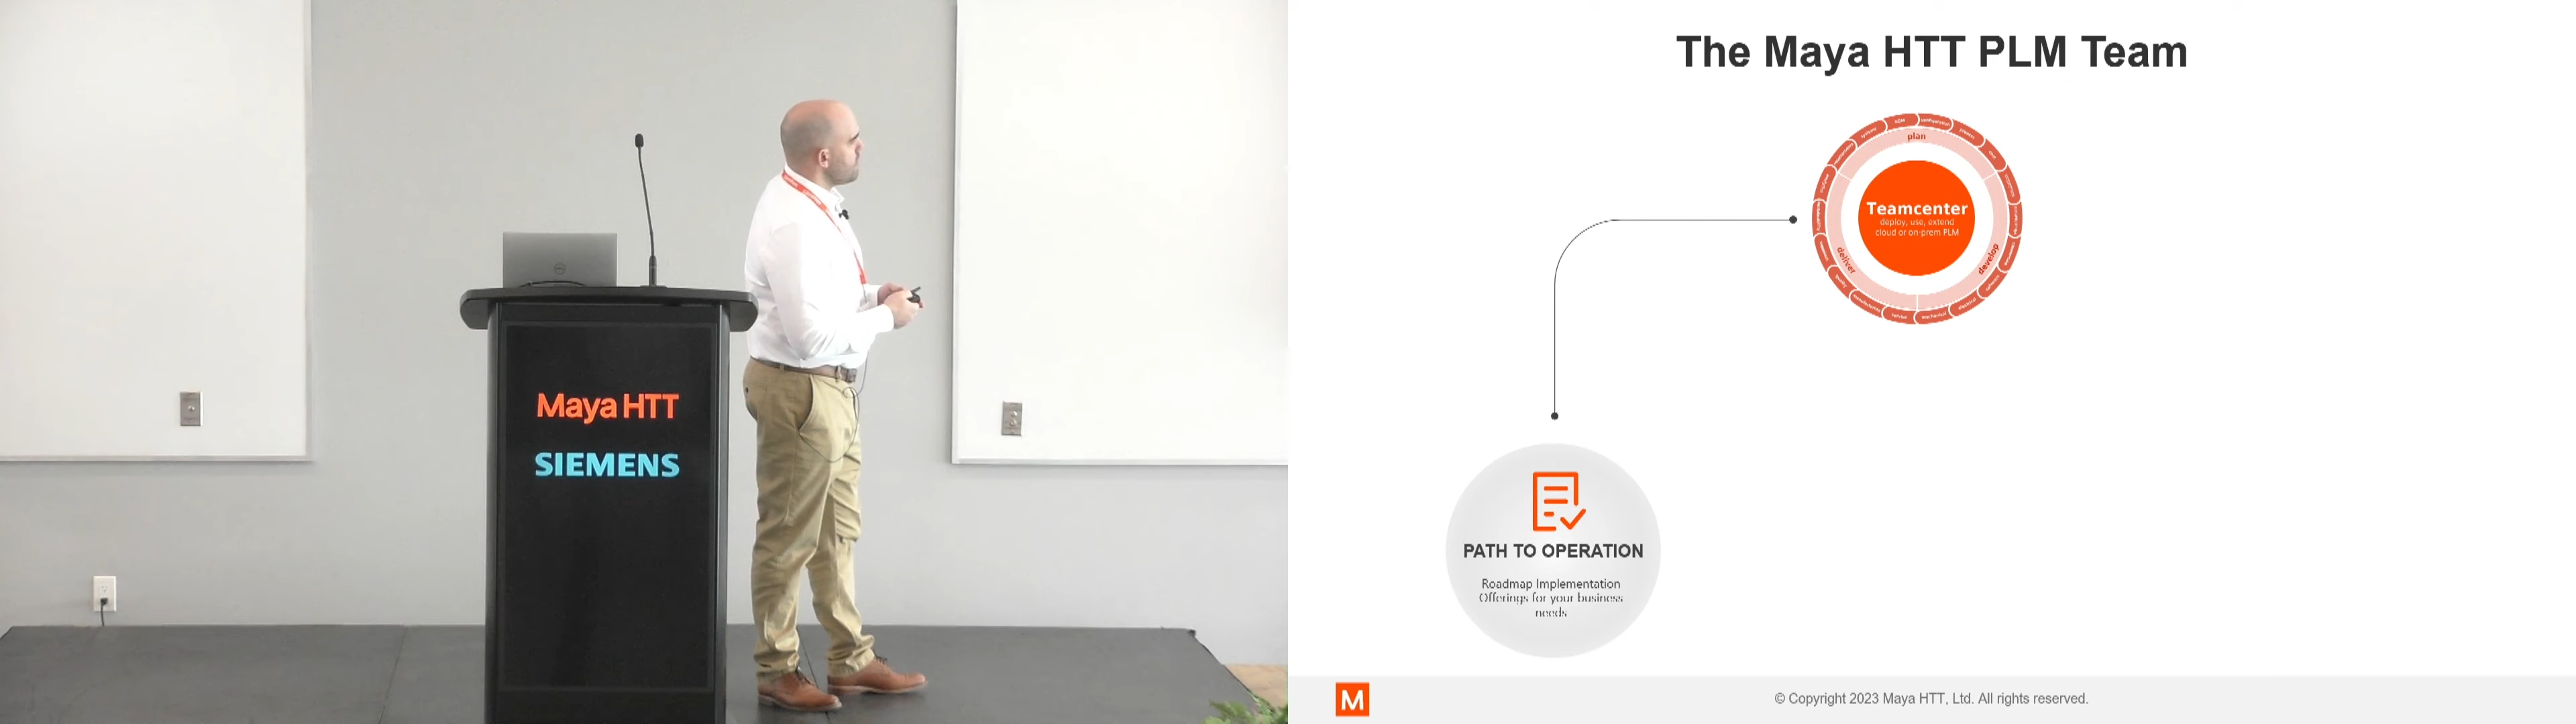 Maya HTT
SIEMENS
The Maya HTT PLM Team
plan
develop
deliver
Teamcenter
deploy, use, extend
cloud or on-prem PLM
PATH TO OPERATION
Roadmap Implementation
Offerings for your business
needs
M
© Copyright 2023 Maya HTT, Ltd. All rights reserved.